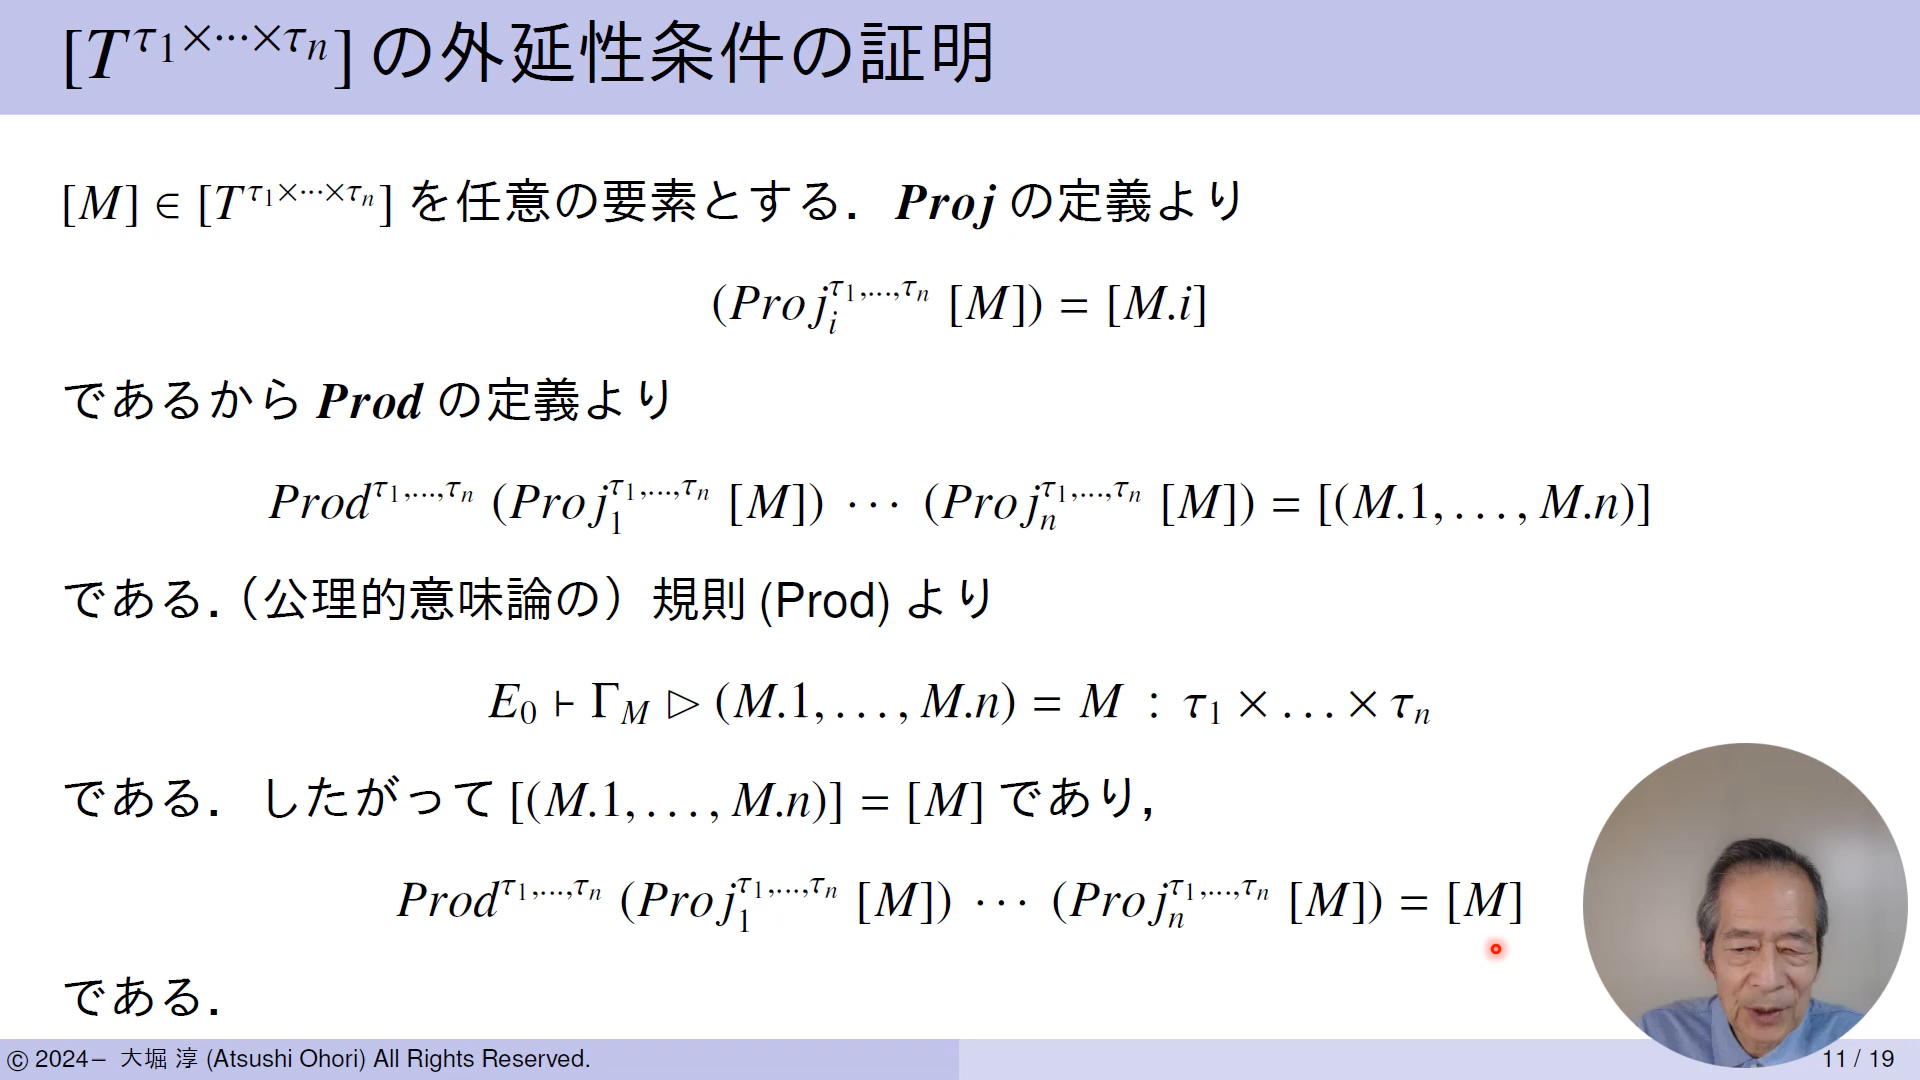 [T^{τ₁×⋯×τₙ}] の外延性条件の証明
[M] ∈ [T^{τ₁×⋯×τₙ}] を任意の要素とする．Proj の定義より
(Proj_i^{τ₁,...,τₙ} [M]) = [M.i]
であるから Prod の定義より
Prod^{τ₁,...,τₙ} (Proj_1^{τ₁,...,τₙ} [M]) ⋯ (Proj_n^{τ₁,...,τₙ} [M]) = [(M.1, . . . , M.n)]
である．（公理的意味論の）規則 (Prod) より
E₀ ⊢ Γ_M ▷ (M.1, . . . , M.n) = M : τ₁ × . . . × τₙ
である．したがって [(M.1, . . . , M.n)] = [M] であり，
Prod^{τ₁,...,τₙ} (Proj_1^{τ₁,...,τₙ} [M]) ⋯ (Proj_n^{τ₁,...,τₙ} [M]) = [M]
である．
© 2024− 大堀 淳 (Atsushi Ohori) All Rights Reserved.
11 / 19